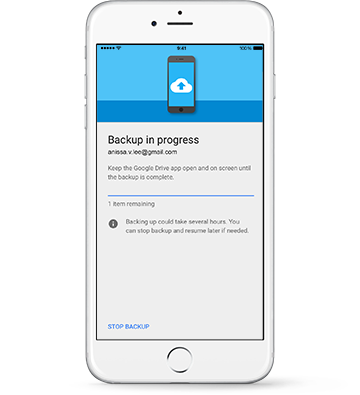 9:41 100%
Backup in progress
anissa.v.lee@gmail.com
Keep the Google Drive app open and on screen until
the backup is complete.
1 item remaining
Backing up could take several hours. You
can stop backup and resume later if needed.
STOP BACKUP